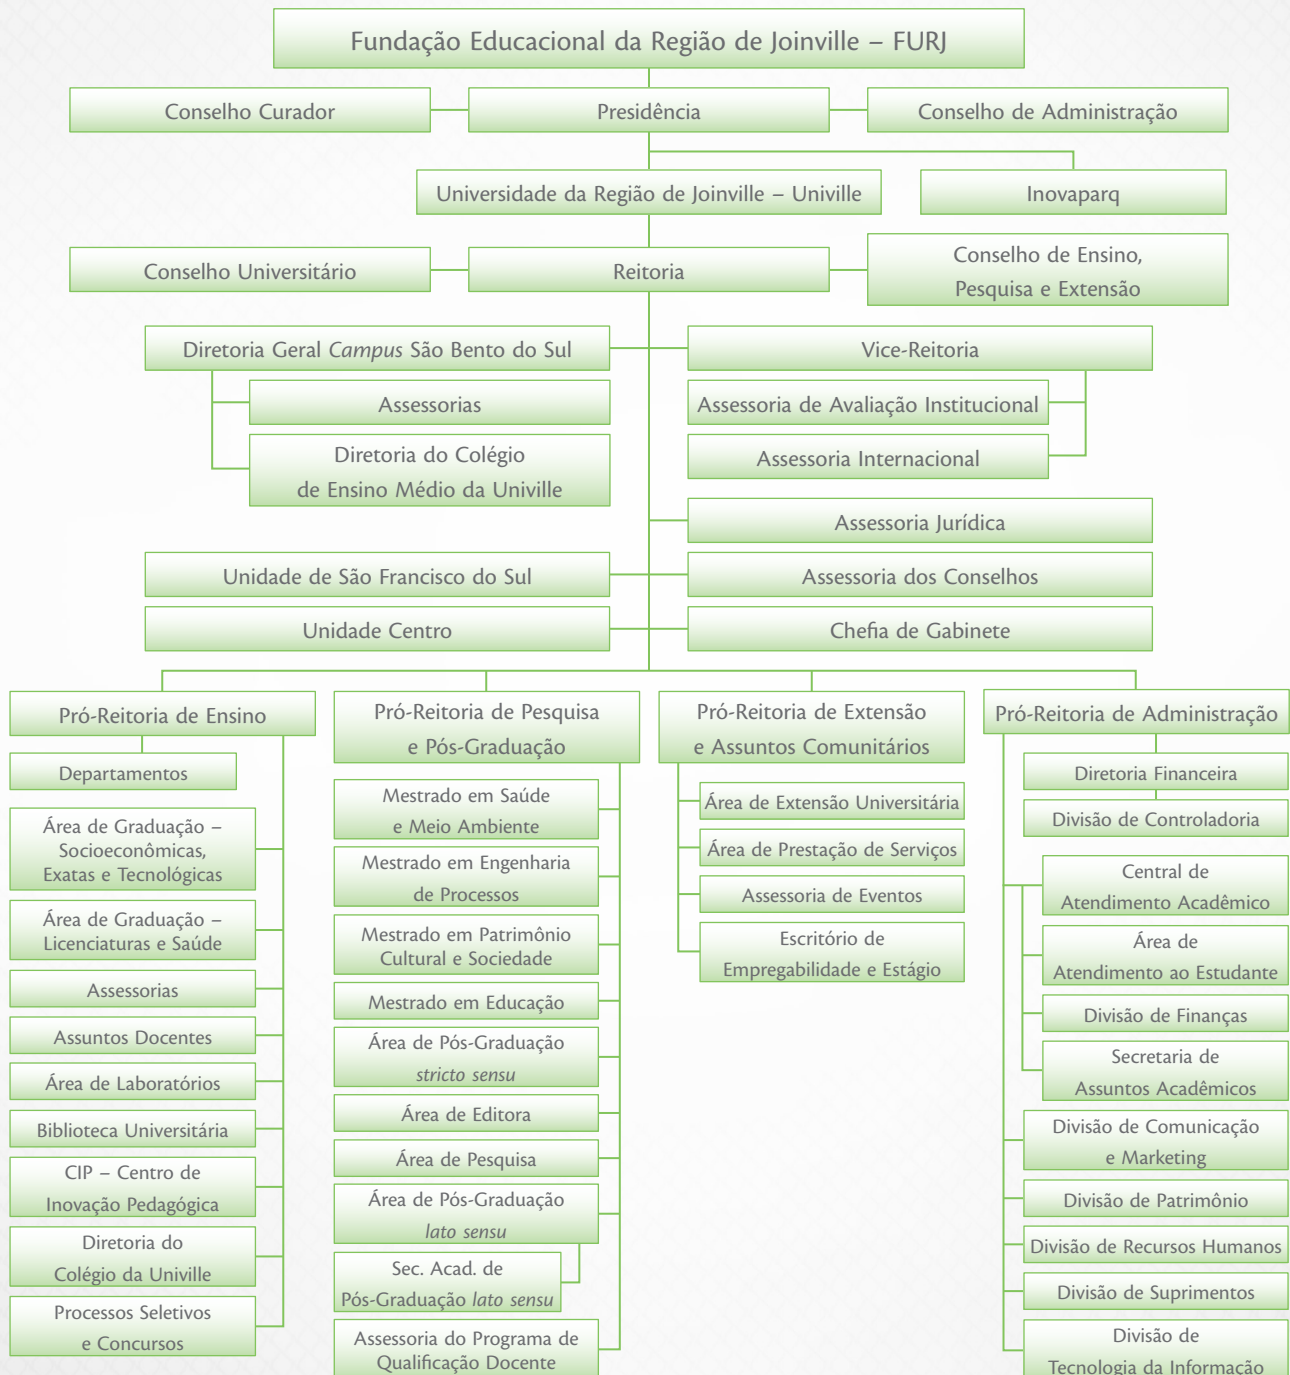 Fundação Educacional da Região de Joinville – FURJ
Conselho Curador
Presidência
Conselho de Administração
Universidade da Região de Joinville – Univille
Inovaparq
Conselho Universitário
Reitoria
Conselho de Ensino,
Pesquisa e Extensão
Diretoria Geral Campus São Bento do Sul
Vice-Reitoria
Assessorias
Assessoria de Avaliação Institucional
Diretoria do Colégio
de Ensino Médio da Univille
Assessoria Internacional
Assessoria Jurídica
Unidade de São Francisco do Sul
Assessoria dos Conselhos
Unidade Centro
Chefia de Gabinete
Pró-Reitoria de Ensino
Departamentos
Área de Graduação –
Socioeconômicas,
Exatas e Tecnológicas
Área de Graduação –
Licenciaturas e Saúde
Assessorias
Assuntos Docentes
Área de Laboratórios
Biblioteca Universitária
CIP – Centro de
Inovação Pedagógica
Diretoria do
Colégio da Univille
Processos Seletivos
e Concursos
Pró-Reitoria de Pesquisa
e Pós-Graduação
Mestrado em Saúde
e Meio Ambiente
Mestrado em Engenharia
de Processos
Mestrado em Patrimônio
Cultural e Sociedade
Mestrado em Educação
Área de Pós-Graduação
stricto sensu
Área de Editora
Área de Pesquisa
Área de Pós-Graduação
lato sensu
Sec. Acad. de
Pós-Graduação lato sensu
Assessoria do Programa de
Qualificação Docente
Pró-Reitoria de Extensão
e Assuntos Comunitários
Área de Extensão Universitária
Área de Prestação de Serviços
Assessoria de Eventos
Escritório de
Empregabilidade e Estágio
Pró-Reitoria de Administração
Diretoria Financeira
Divisão de Controladoria
Central de
Atendimento Acadêmico
Área de
Atendimento ao Estudante
Divisão de Finanças
Secretaria de
Assuntos Acadêmicos
Divisão de Comunicação
e Marketing
Divisão de Patrimônio
Divisão de Recursos Humanos
Divisão de Suprimentos
Divisão de
Tecnologia da Informação